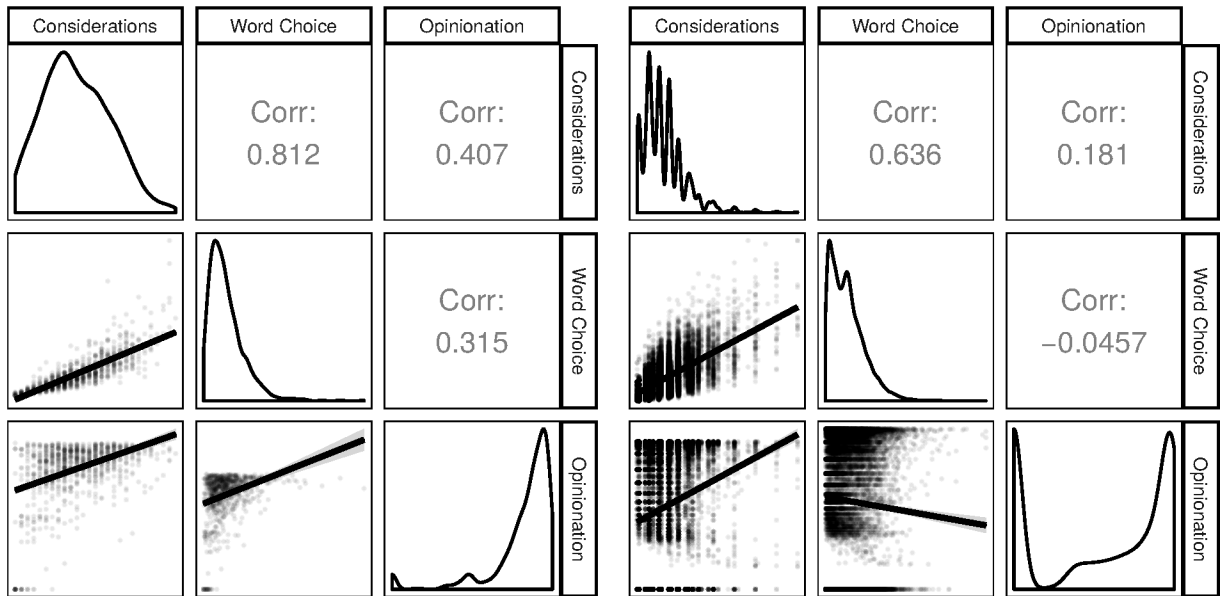 Considerations Word Choice Opinionation
Corr: 0.812
Corr: 0.407
Considerations
Corr: 0.315
Word Choice
Opinionation
Considerations Word Choice Opinionation
Corr: 0.636
Corr: 0.181
Considerations
Corr: −0.0457
Word Choice
Opinionation